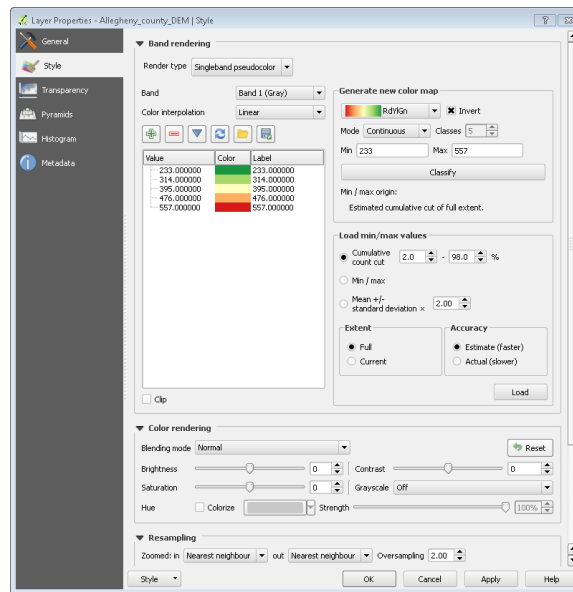 Layer Properties - Allegheny_county_DEM | Style
General
Style
Transparency
Pyramids
Histogram
Metadata
Band rendering
Render type Singleband pseudocolor
Band Band 1 (Gray)
Color interpolation Linear
Value Color Label
233.000000 233.000000
314.000000 314.000000
395.000000 395.000000
476.000000 476.000000
557.000000 557.000000
Clip
Generate new color map
RdYlGn Invert
Mode Continuous Classes 5
Min 233 Max 557
Classify
Min / max origin:
Estimated cumulative cut of full extent.
Load min/max values
Cumulative count cut 2.0 - 98.0 %
Min / max
Mean +/- standard deviation × 2.00
Extent
Full
Current
Accuracy
Estimate (faster)
Actual (slower)
Load
Color rendering
Blending mode Normal Reset
Brightness 0 Contrast 0
Saturation 0 Grayscale Off
Hue Colorize Strength 100%
Resampling
Zoomed: in Nearest neighbour out Nearest neighbour Oversampling 2.00
Style OK Cancel Apply Help